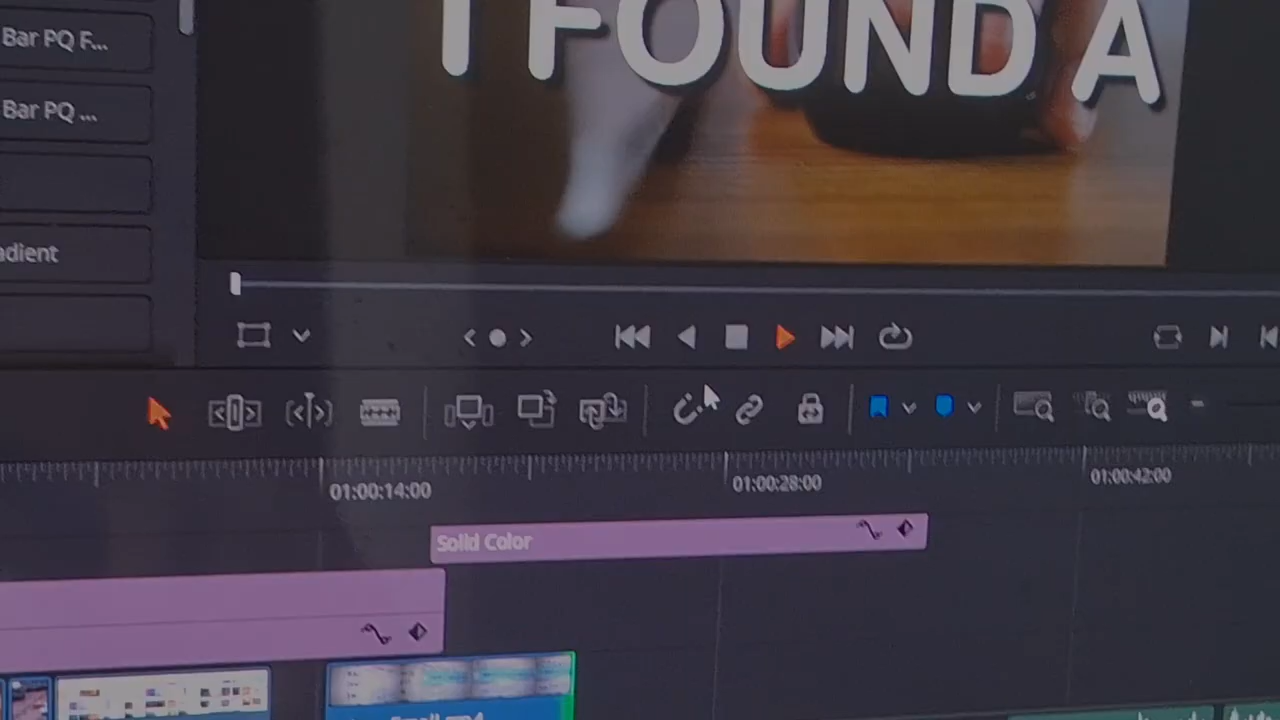 I FOUND A
Bar PQ F...
Bar PQ ...
adient
01:00:14:00
01:00:28:00
01:00:42:00
Solid Color